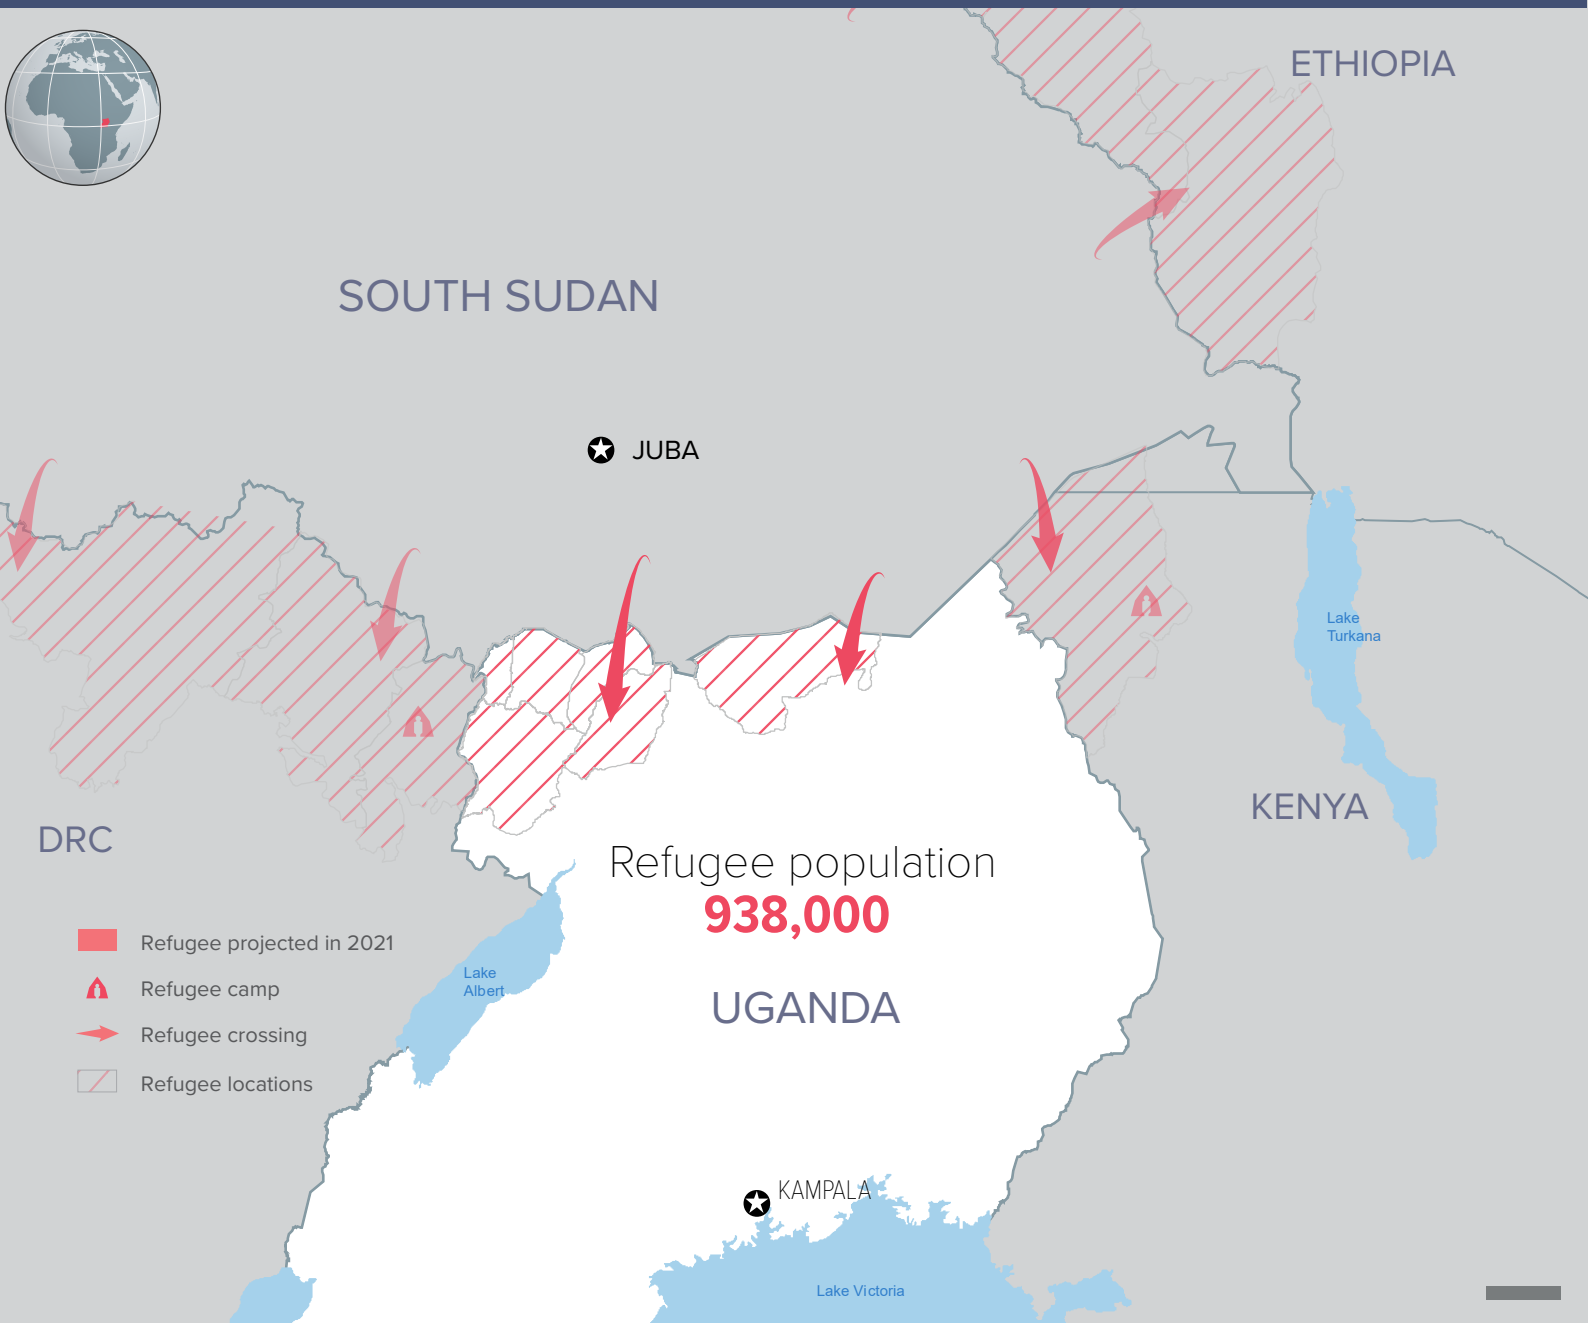 ETHIOPIA
SOUTH SUDAN
JUBA
Lake
Turkana
KENYA
DRC
Refugee population
938,000
UGANDA
Lake
Albert
Refugee projected in 2021
Refugee camp
Refugee crossing
Refugee locations
KAMPALA
Lake Victoria